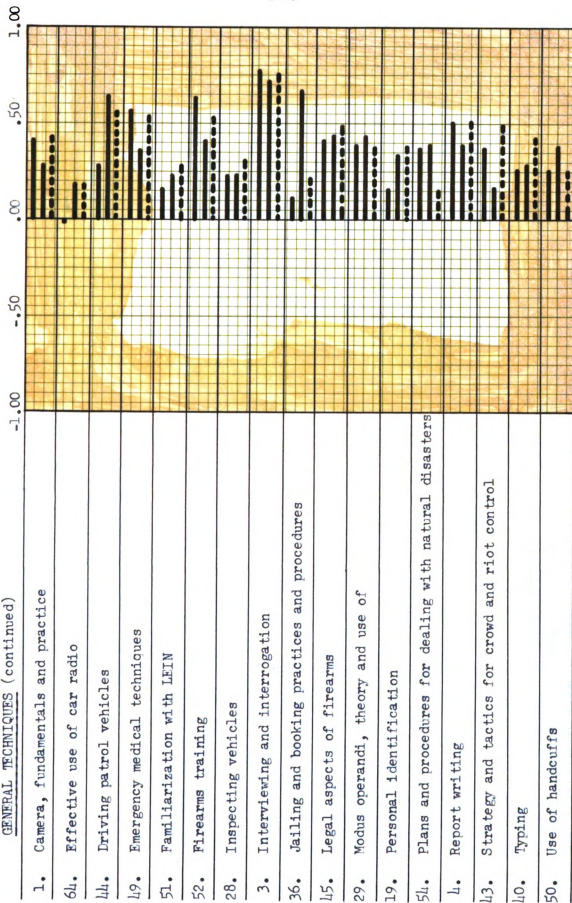 GENERAL TECHNIQUES (continued)
-1.00 -.50 .00 .50 1.00
1. Camera, fundamentals and practice
64. Effective use of car radio
44. Driving patrol vehicles
49. Emergency medical techniques
51. Familiarization with LEIN
52. Firearms training
28. Inspecting vehicles
3. Interviewing and interrogation
36. Jailing and booking practices and procedures
45. Legal aspects of firearms
29. Modus operandi, theory and use of
19. Personal identification
54. Plans and procedures for dealing with natural disasters
4. Report writing
43. Strategy and tactics for crowd and riot control
40. Typing
50. Use of handcuffs